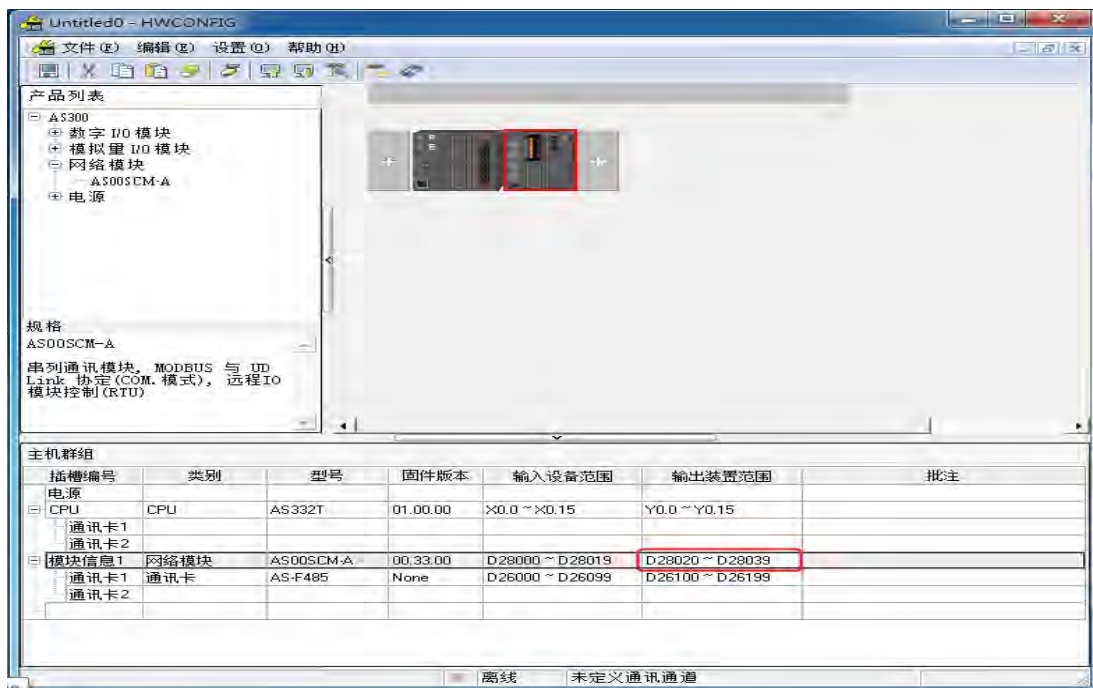 Untitled0 - HWCONFIG
文件(F) 编辑(E) 设置(O) 帮助(H)
产品列表
AS300
数字 I/O 模块
模拟量 I/O 模块
网络模块
AS00SCM-A
电源
规格
AS00SCM-A
串列通讯模块, MODBUS 与 UD
Link 协定(COM.模式), 远程IO
模块控制(RTU)
主机群组
插槽编号 类别 型号 固件版本 输入设备范围 输出装置范围 批注
电源
CPU CPU AS332T 01.00.00 X0.0 ~ X0.15 Y0.0 ~ Y0.15
通讯卡1
通讯卡2
模块信息1 网络模块 AS00SCM-A 00.33.00 D28000 ~ D28019 D28020 ~ D28039
通讯卡1 通讯卡 AS-F485 None D26000 ~ D26099 D26100 ~ D26199
通讯卡2
离线 未定义通讯通道